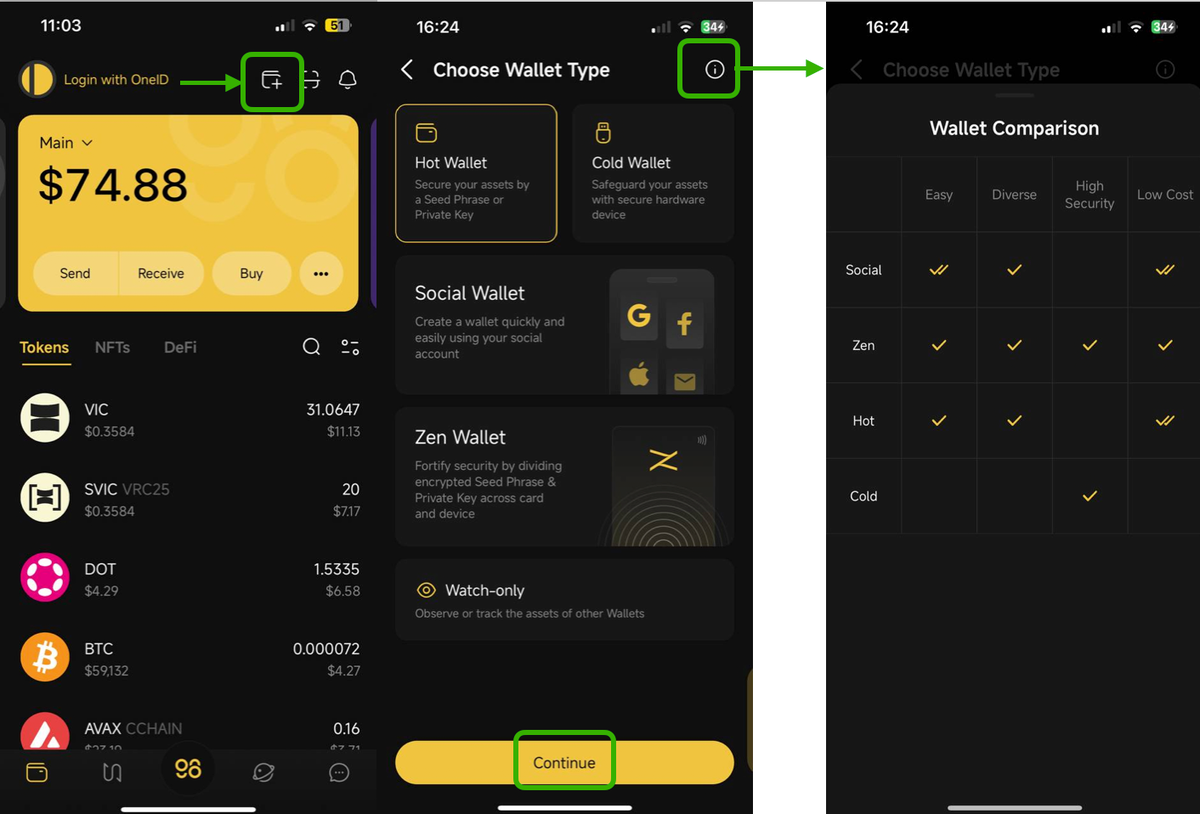 11:03
51
Login with OneID
Main
$74.88
Send
Receive
Buy
Tokens
NFTs
DeFi
VIC
31.0647
$0.3584
$11.13
SVIC VRC25
20
$0.3584
$7.17
DOT
1.5335
$4.29
$6.58
BTC
0.000072
$59,132
$4.27
AVAX CCHAIN
0.16
98
16:24
34
Choose Wallet Type
Hot Wallet
Secure your assets by
a Seed Phrase or
Private Key
Cold Wallet
Safeguard your assets
with secure hardware
device
Social Wallet
Create a wallet quickly and
easily using your social
account
Zen Wallet
Fortify security by dividing
encrypted Seed Phrase &
Private Key across card
and device
Watch-only
Observe or track the assets of other Wallets
Continue
16:24
34
Choose Wallet Type
Wallet Comparison
Easy
Diverse
High
Security
Low Cost
Social
Zen
Hot
Cold